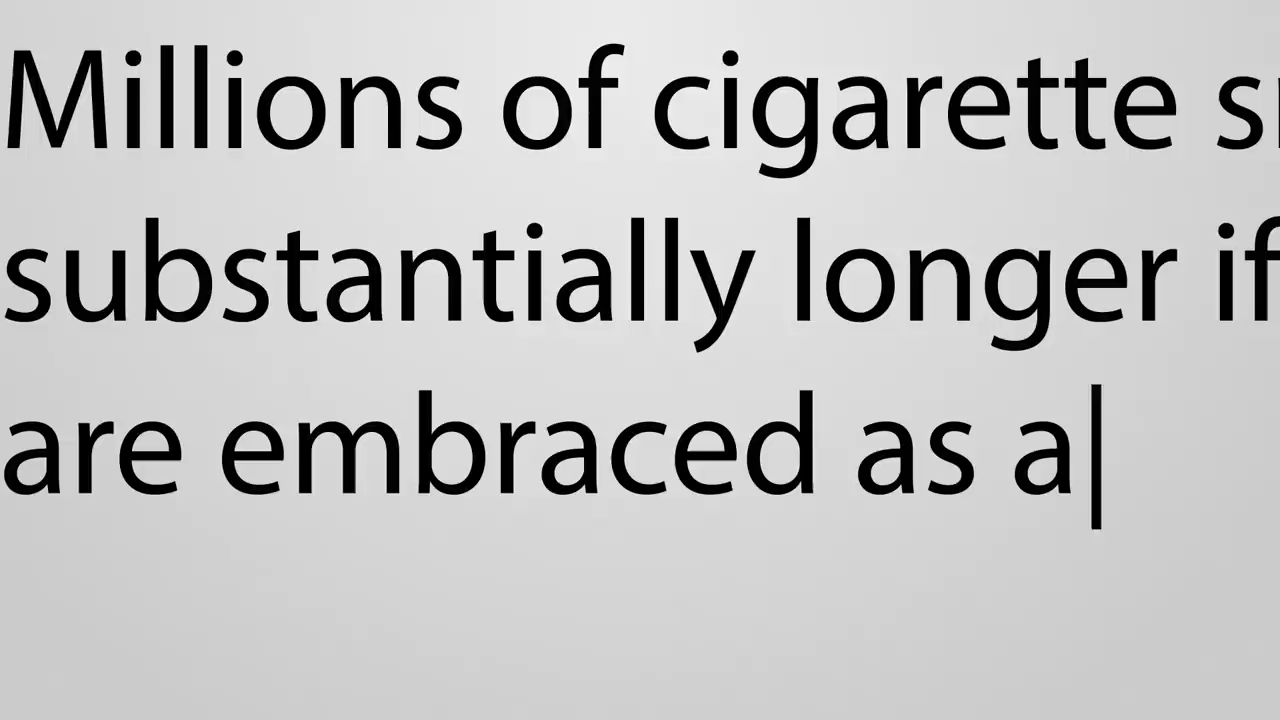 Millions of cigarette
substantially longer if
are embraced as a